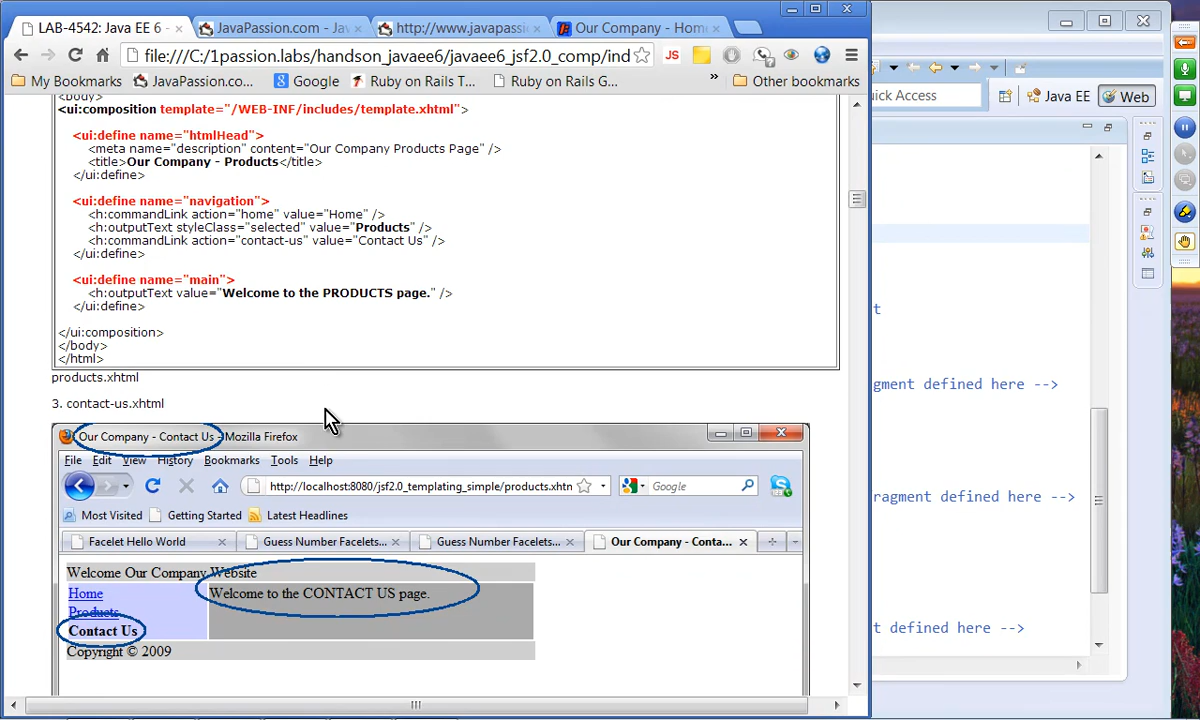 LAB-4542: Java EE 6
JavaPassion.com - Jav
http://www.javapassi
Our Company - Home
file:///C:/1passion.labs/handson_javaee6/javaee6_jsf2.0_comp/ind
JS
My Bookmarks
JavaPassion.co...
Google
Ruby on Rails T...
Ruby on Rails G...
»
Other bookmarks
<body>
<ui:composition template="/WEB-INF/includes/template.xhtml">
<ui:define name="htmlHead">
<meta name="description" content="Our Company Products Page" />
<title>Our Company - Products</title>
</ui:define>
<ui:define name="navigation">
<h:commandLink action="home" value="Home" />
<h:outputText styleClass="selected" value="Products" />
<h:commandLink action="contact-us" value="Contact Us" />
</ui:define>
<ui:define name="main">
<h:outputText value="Welcome to the PRODUCTS page." />
</ui:define>
</ui:composition>
</body>
</html>
products.xhtml
3. contact-us.xhtml
Our Company - Contact Us - Mozilla Firefox
File Edit View History Bookmarks Tools Help
http://localhost:8080/jsf2.0_templating_simple/products.xhtn
Google
Most Visited Getting Started Latest Headlines
Facelet Hello World
Guess Number Facelets...
Guess Number Facelets...
Our Company - Conta...
Welcome Our Company Website
Home
Products
Contact Us
Welcome to the CONTACT US page.
Copyright © 2009
uick Access
Java EE
Web
t
gment defined here -->
ragment defined here -->
t defined here -->